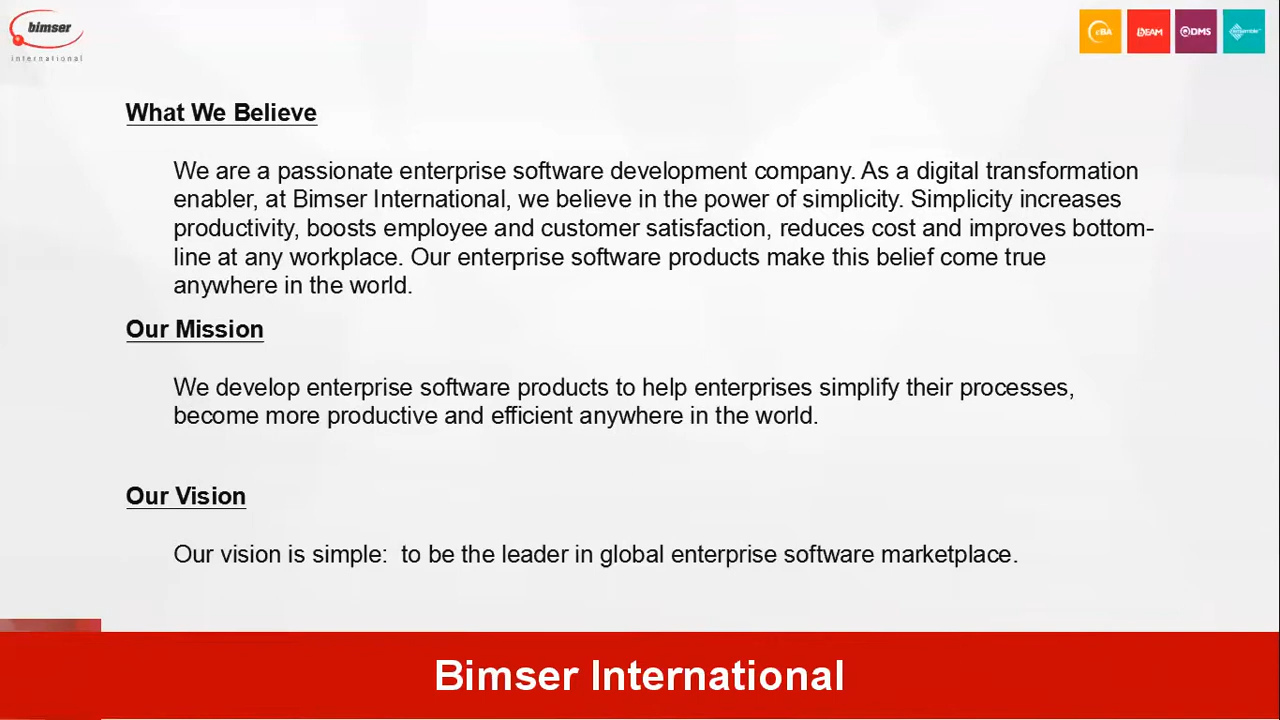 bimser
international
eBA
BEAM
QDMS
ensemble
What We Believe
We are a passionate enterprise software development company. As a digital transformation
enabler, at Bimser International, we believe in the power of simplicity. Simplicity increases
productivity, boosts employee and customer satisfaction, reduces cost and improves bottom-
line at any workplace. Our enterprise software products make this belief come true
anywhere in the world.
Our Mission
We develop enterprise software products to help enterprises simplify their processes,
become more productive and efficient anywhere in the world.
Our Vision
Our vision is simple:  to be the leader in global enterprise software marketplace.
Bimser International